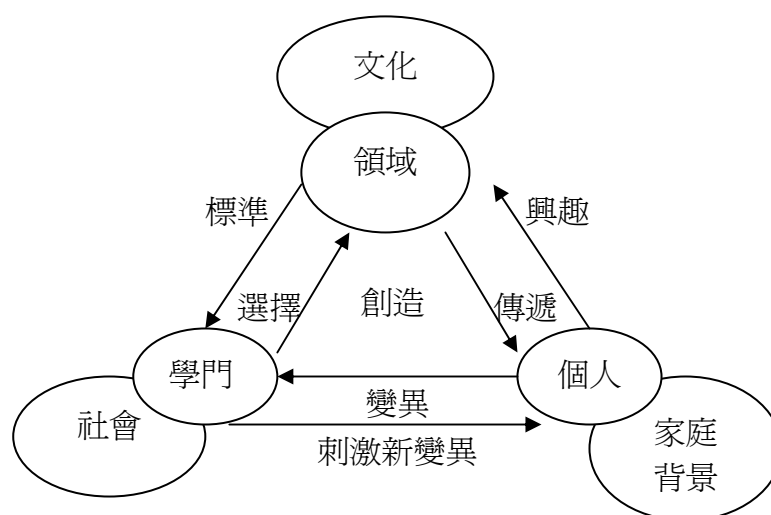 文化
領域
標準
興趣
選擇
創造
傳遞
學門
個人
變異
社會
家庭
背景
刺激新變異